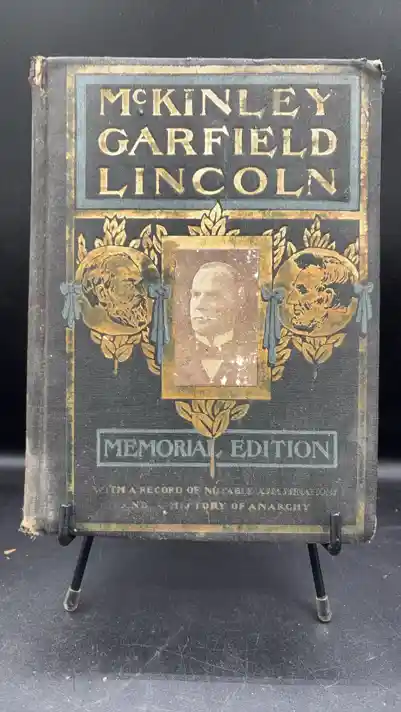 McKINLEY
GARFIELD
LINCOLN
MEMORIAL EDITION
WITH A RECORD OF NOTABLE ASSASSINATIONS
AND HISTORY OF ANARCHY